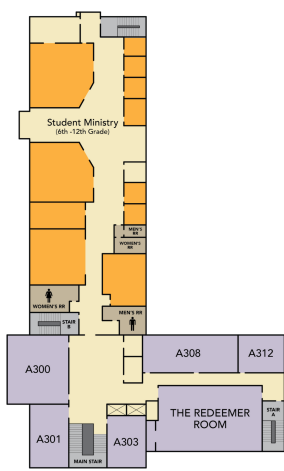 Student Ministry
(6th -12th Grade)
MEN'S
RR
WOMEN'S
RR
WOMEN'S RR
MEN'S RR
STAIR
B
A300
A308
A312
THE REDEEMER
ROOM
STAIR
A
A301
MAIN STAIR
A303